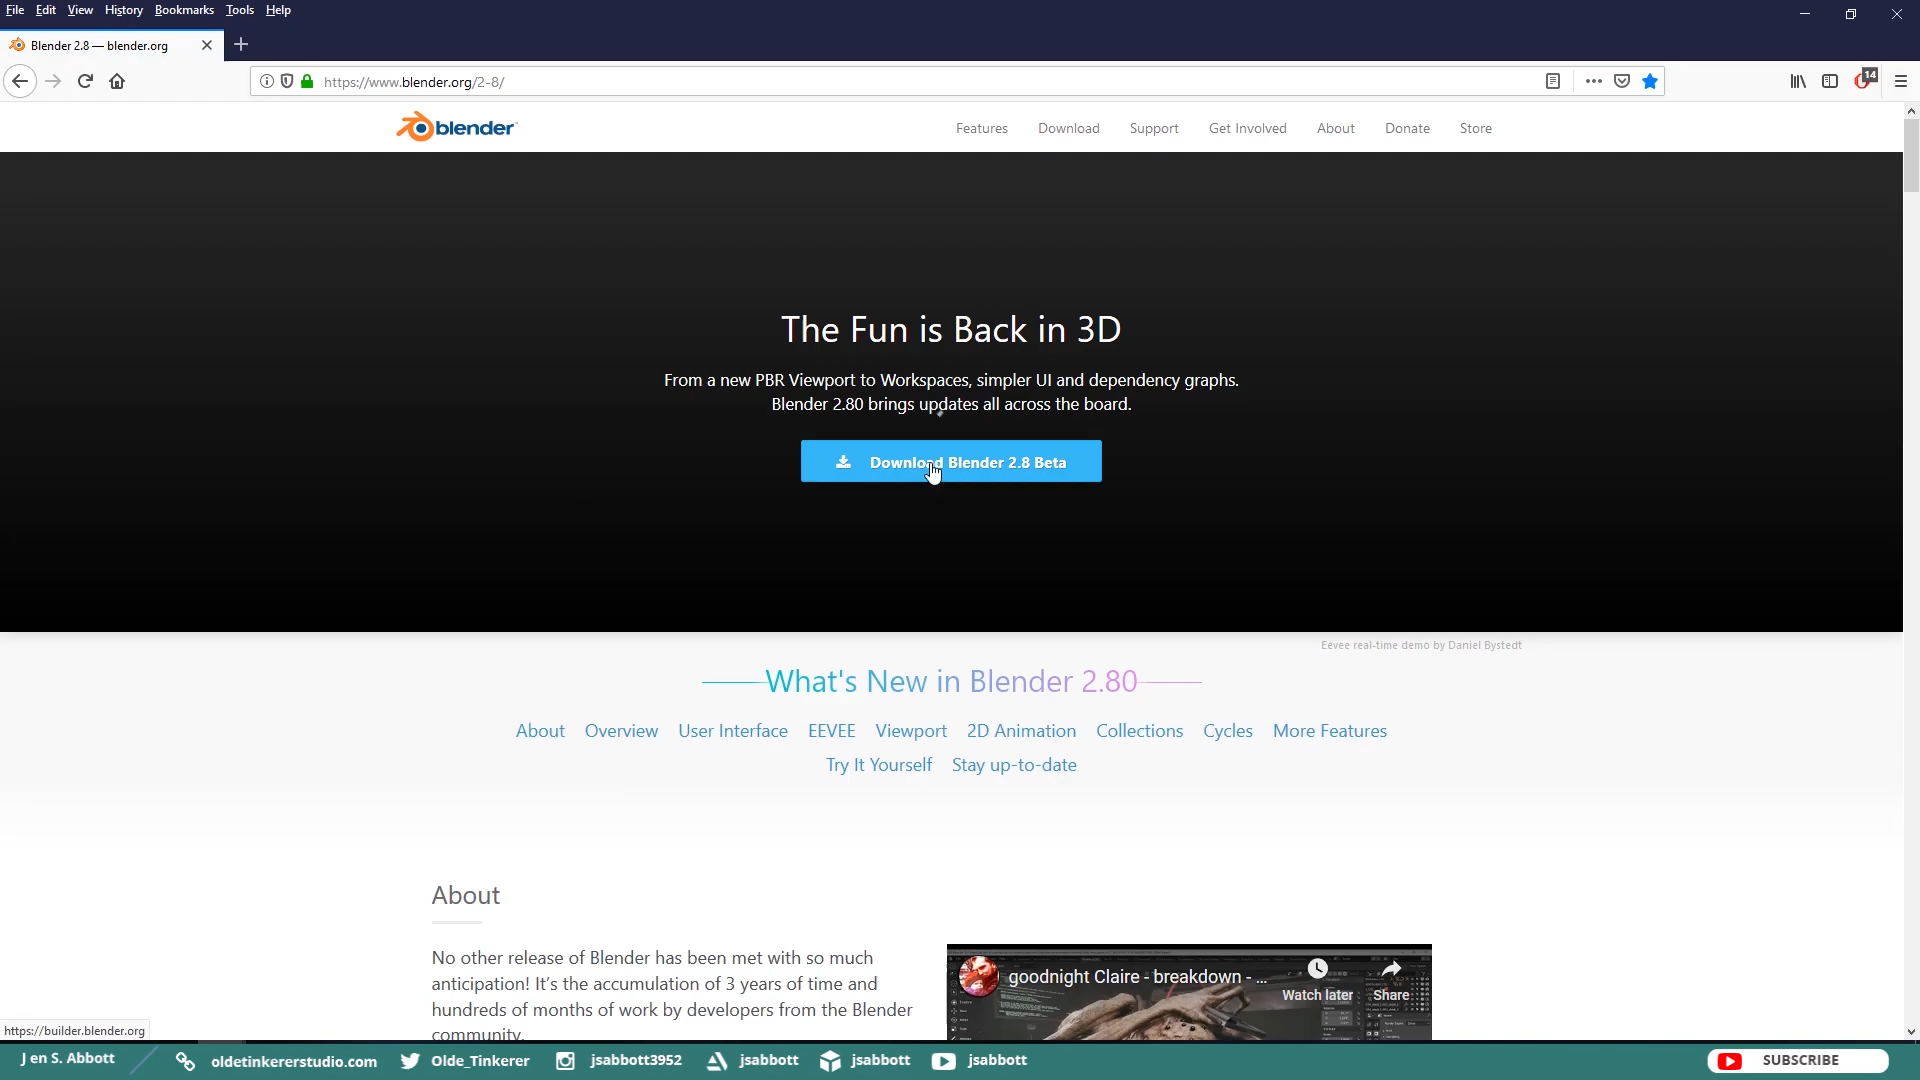 File Edit View History Bookmarks Tools Help
Blender 2.8 — blender.org
https://www.blender.org/2-8/
14
blender
Features Download Support Get Involved About Donate Store
The Fun is Back in 3D
From a new PBR Viewport to Workspaces, simpler UI and dependency graphs.
Blender 2.80 brings updates all across the board.
Download Blender 2.8 Beta
Eevee real-time demo by Daniel Bystedt
What's New in Blender 2.80
About Overview User Interface EEVEE Viewport 2D Animation Collections Cycles More Features
Try It Yourself Stay up-to-date
About
No other release of Blender has been met with so much
anticipation! It's the accumulation of 3 years of time and
hundreds of months of work by developers from the Blender
community.
goodnight Claire - breakdown - ...
Watch later Share
https://builder.blender.org
J en S. Abbott oldetinkererstudio.com Olde_Tinkerer jsabbott3952 jsabbott jsabbott jsabbott SUBSCRIBE